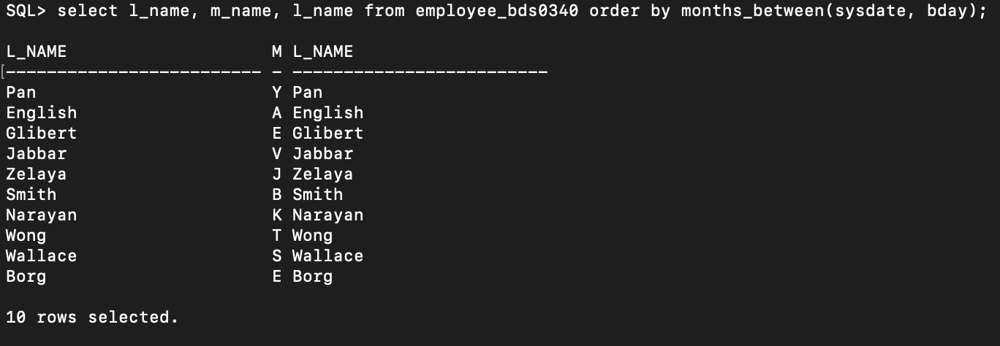 SQL> select l_name, m_name, l_name from employee_bds0340 order by months_between(sysdate, bday);
L_NAME M L_NAME
------------------------- - -------------------------
Pan Y Pan
English A English
Glibert E Glibert
Jabbar V Jabbar
Zelaya J Zelaya
Smith B Smith
Narayan K Narayan
Wong T Wong
Wallace S Wallace
Borg E Borg
10 rows selected.